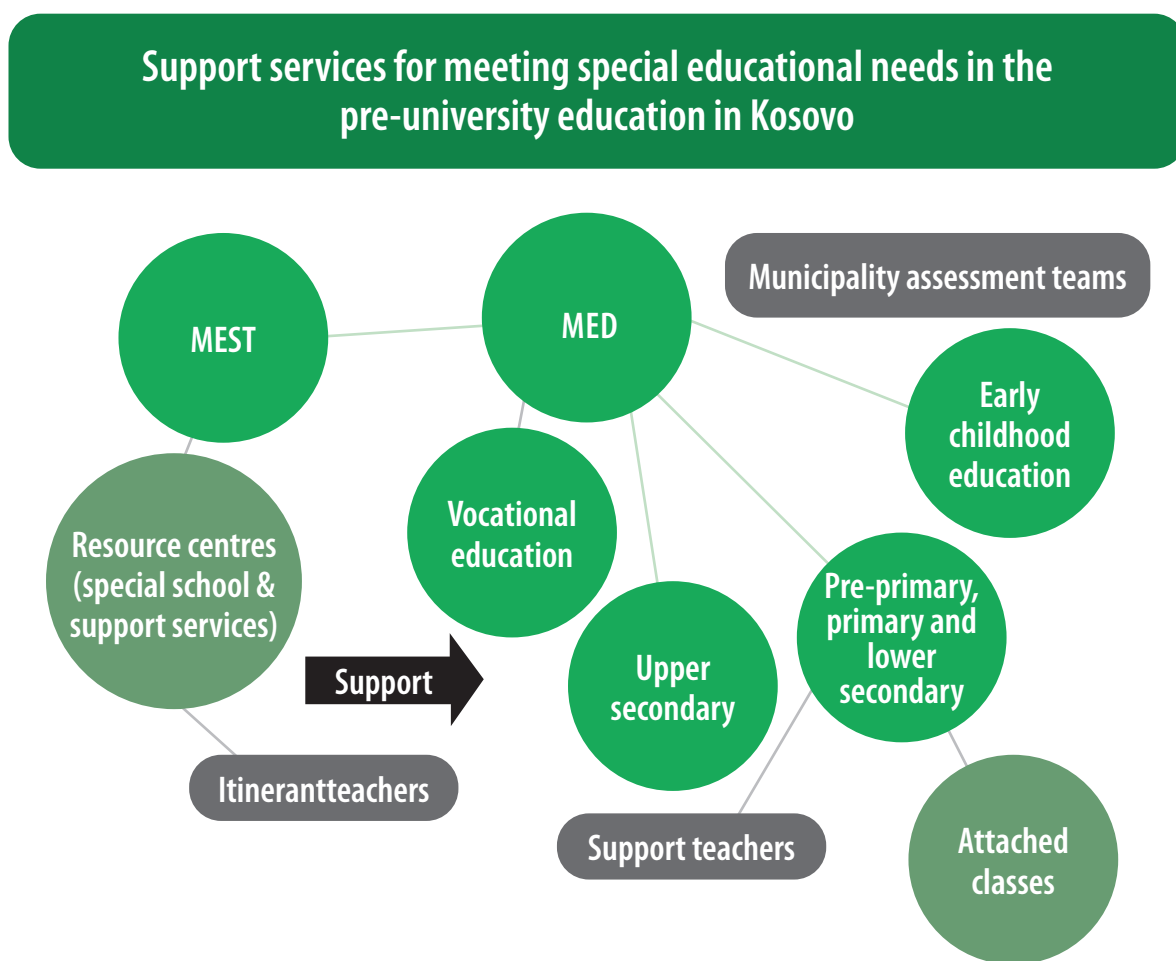 Support services for meeting special educational needs in the
pre-university education in Kosovo
MEST
MED
Municipality assessment teams
Early
childhood
education
Vocational
education
Resource centres
(special school &
support services)
Pre-primary,
primary and
lower
secondary
Support
Upper
secondary
Itinerantteachers
Support teachers
Attached
classes